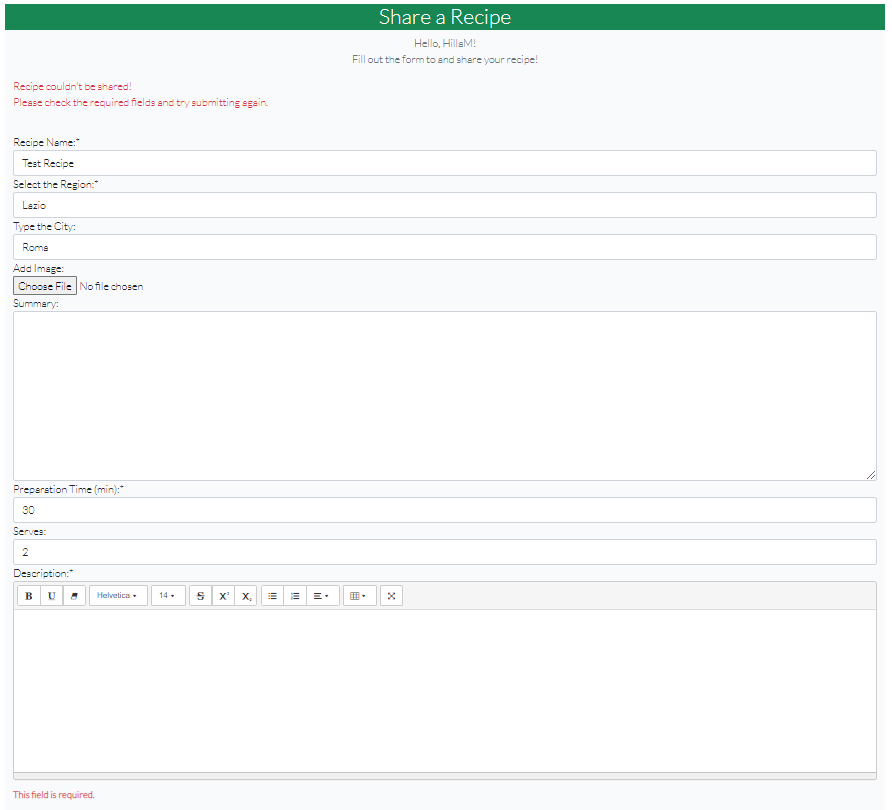 Share a Recipe
Hello, HillaM!
Fill out the form to and share your recipe!
Recipe couldn't be shared!
Please check the required fields and try submitting again.
Recipe Name:*
Test Recipe
Select the Region:*
Lazio
Type the City:
Roma
Add Image:
Choose File No file chosen
Summary:
Preparation Time (min):*
30
Serves:
2
Description:*
B U Helvetica 14 S X² X₂
This field is required.